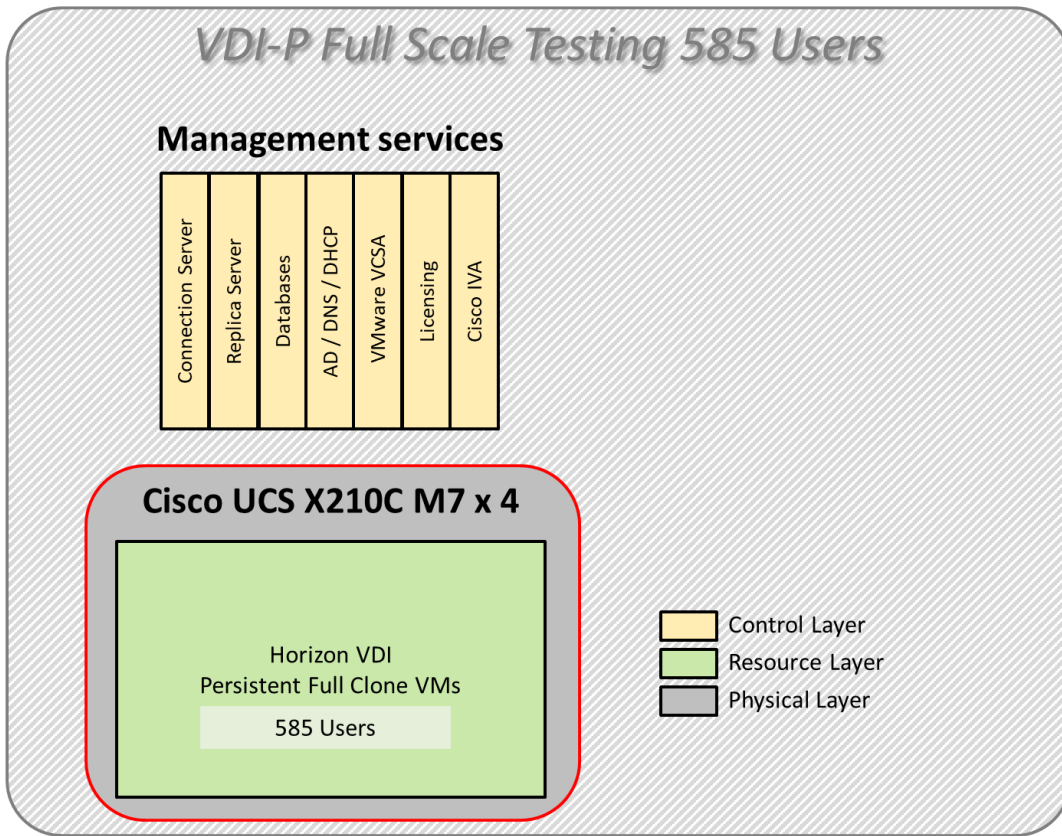 VDI-P Full Scale Testing 585 Users
Management services
Connection Server
Replica Server
Databases
AD / DNS / DHCP
VMware VCSA
Licensing
Cisco IVA
Cisco UCS X210C M7 x 4
Horizon VDI
Persistent Full Clone VMs
585 Users
Control Layer
Resource Layer
Physical Layer